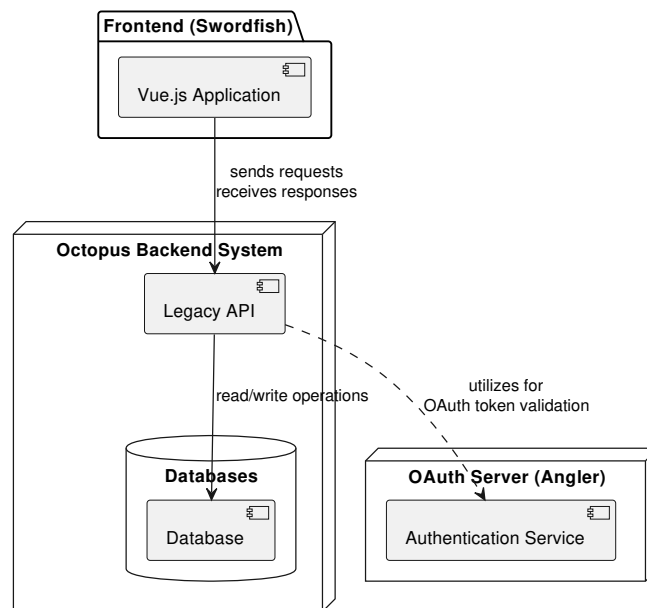 Frontend (Swordfish)
Vue.js Application
sends requests
receives responses
Octopus Backend System
Legacy API
read/write operations
utilizes for
OAuth token validation
Databases
Database
OAuth Server (Angler)
Authentication Service